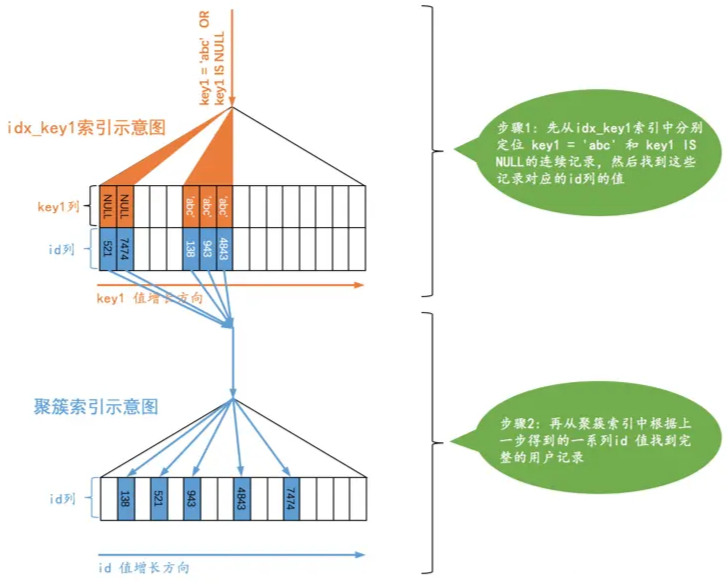 key1 = 'abc' OR
key1 IS NULL
idx_key1索引示意图
步骤1：先从idx_key1索引中分别
定位 key1 = 'abc' 和 key1 IS
NULL的连续记录，然后找到这些
记录对应的id列的值
key1列
NULL
NULL
'abc'
'abc'
'abc'
id列
521
7474
138
943
4843
key1 值增长方向
聚簇索引示意图
步骤2：再从聚簇索引中根据上
一步得到的一系列id 值找到完
整的用户记录
id列
138
521
943
4843
7474
id 值增长方向